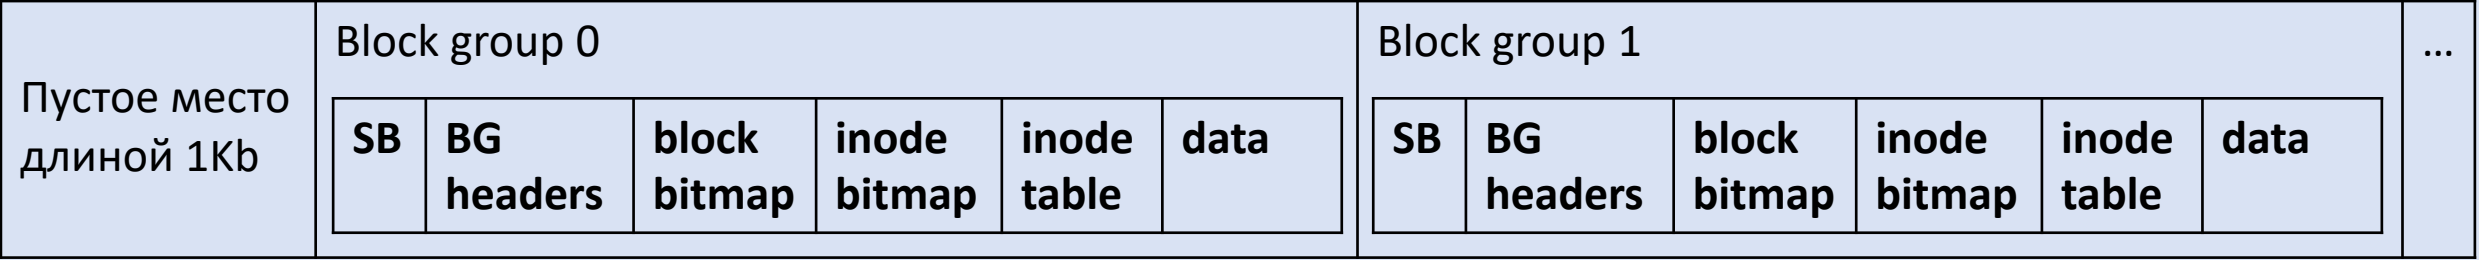 Пустое место
длиной 1Kb
Block group 0
SB
BG
headers
block
bitmap
inode
bitmap
inode
table
data
Block group 1
SB
BG
headers
block
bitmap
inode
bitmap
inode
table
data
...